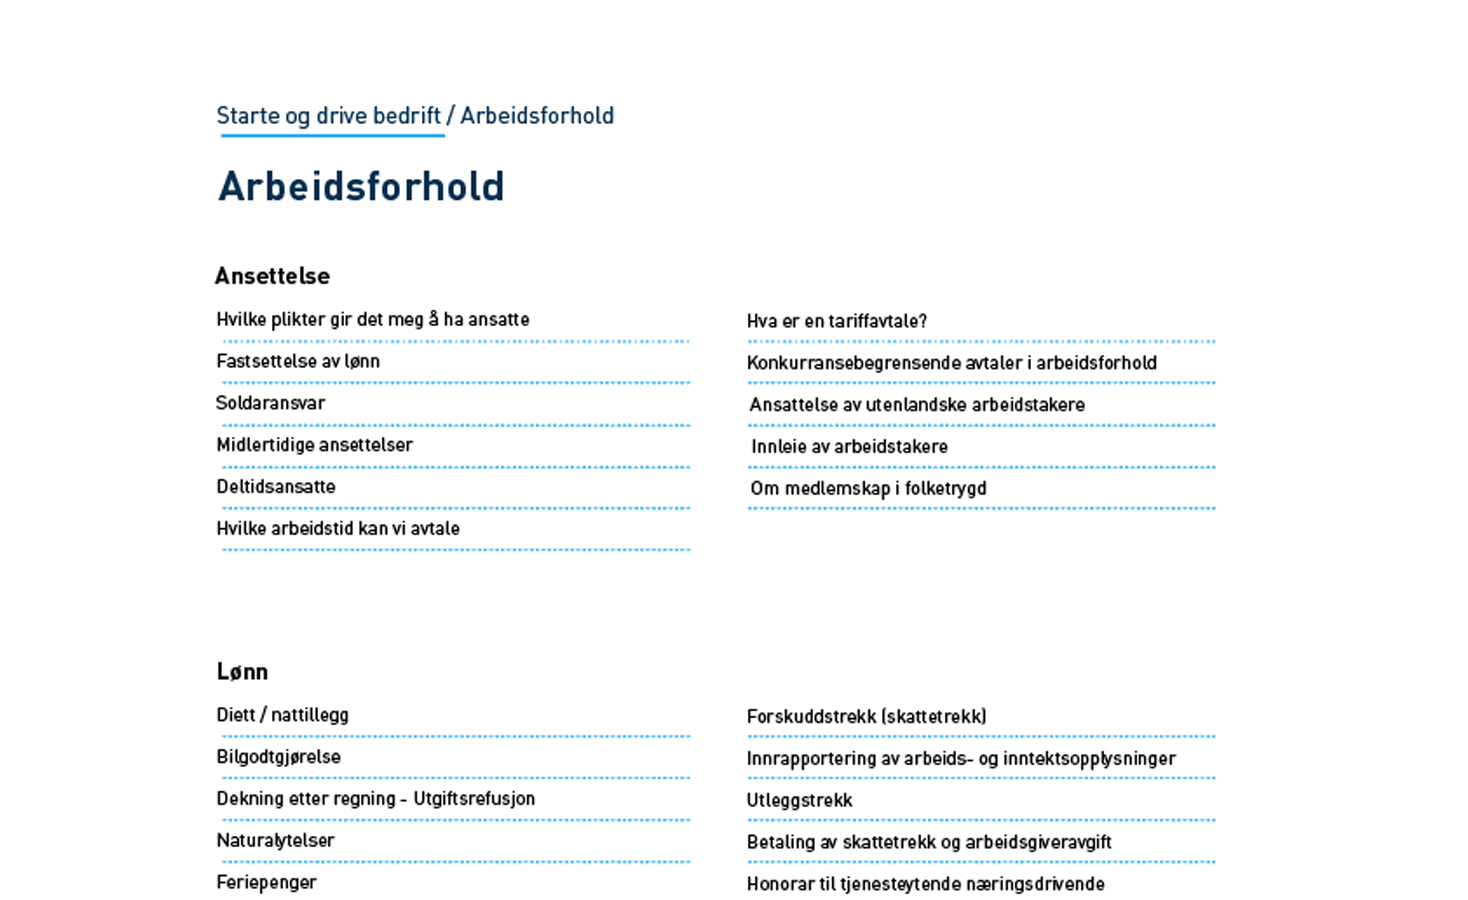 Starte og drive bedrift / Arbeidsforhold
Arbeidsforhold
Ansettelse
Hvilke plikter gir det meg å ha ansatte
Fastsettelse av lønn
Soldaransvar
Midlertidige ansettelser
Deltidsansatte
Hvilke arbeidstid kan vi avtale
Hva er en tariffavtale?
Konkurransebegrensende avtaler i arbeidsforhold
Ansattelse av utenlandske arbeidstakere
Innleie av arbeidstakere
Om medlemskap i folketrygd
Lønn
Diett / nattillegg
Bilgodtgjørelse
Dekning etter regning - Utgiftsrefusjon
Naturalytelser
Feriepenger
Forskuddstrekk (skattetrekk)
Innrapportering av arbeids- og inntektsopplysninger
Utleggstrekk
Betaling av skattetrekk og arbeidsgiveravgift
Honorar til tjenesteytende næringsdrivende